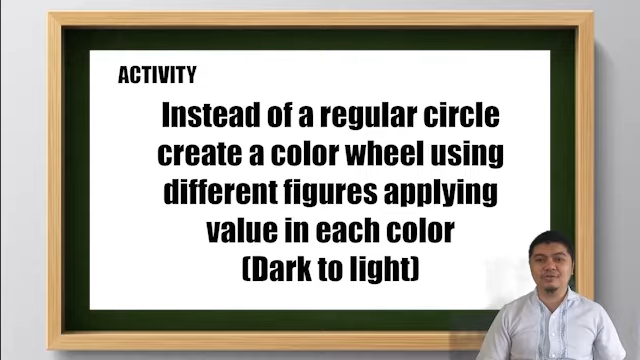 ACTIVITY
Instead of a regular circle
create a color wheel using
different figures applying
value in each color
(Dark to light)